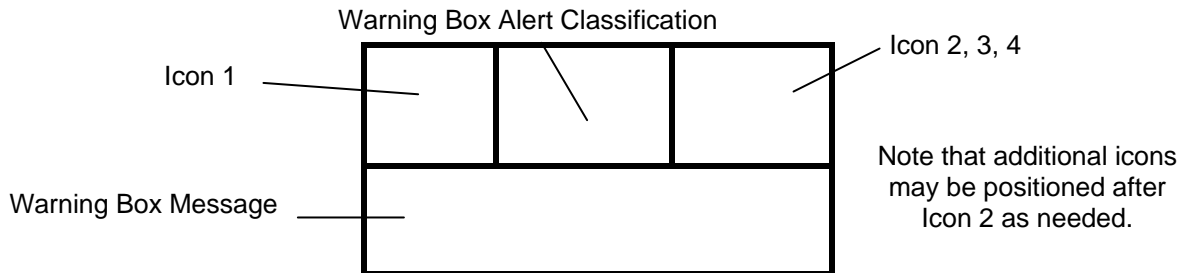 Warning Box Alert Classification
Icon 1
Icon 2, 3, 4
Warning Box Message
Note that additional icons
may be positioned after
Icon 2 as needed.